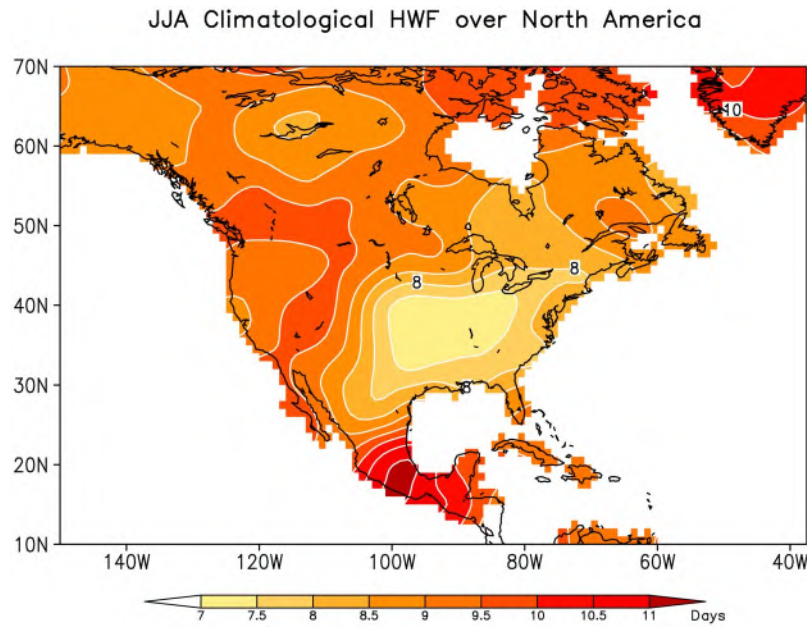 JJA Climatological HWF over North America
70N
60N
50N
40N
30N
20N
10N
10
8
8
8
140W 120W 100W 80W 60W 40W
7 7.5 8 8.5 9 9.5 10 10.5 11 Days